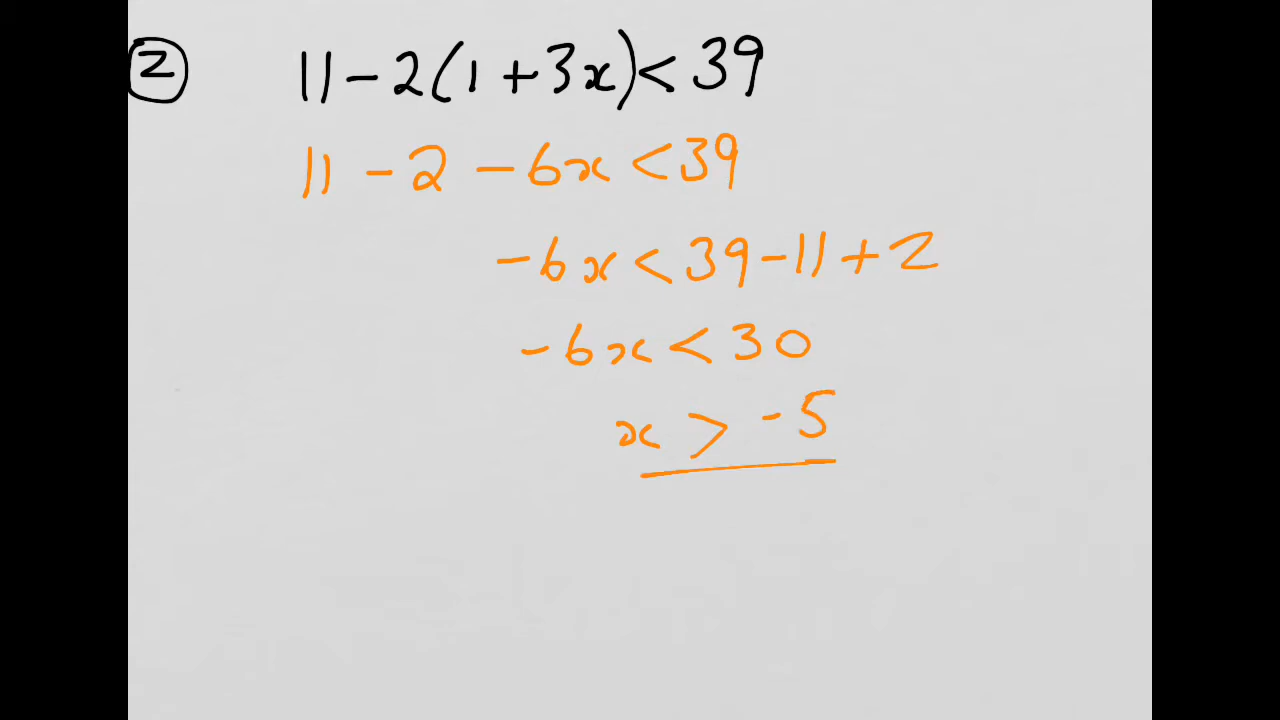 ② 11 - 2(1 + 3x) < 39
11 - 2 - 6x < 39
-6x < 39 - 11 + 2
-6x < 30
x > -5